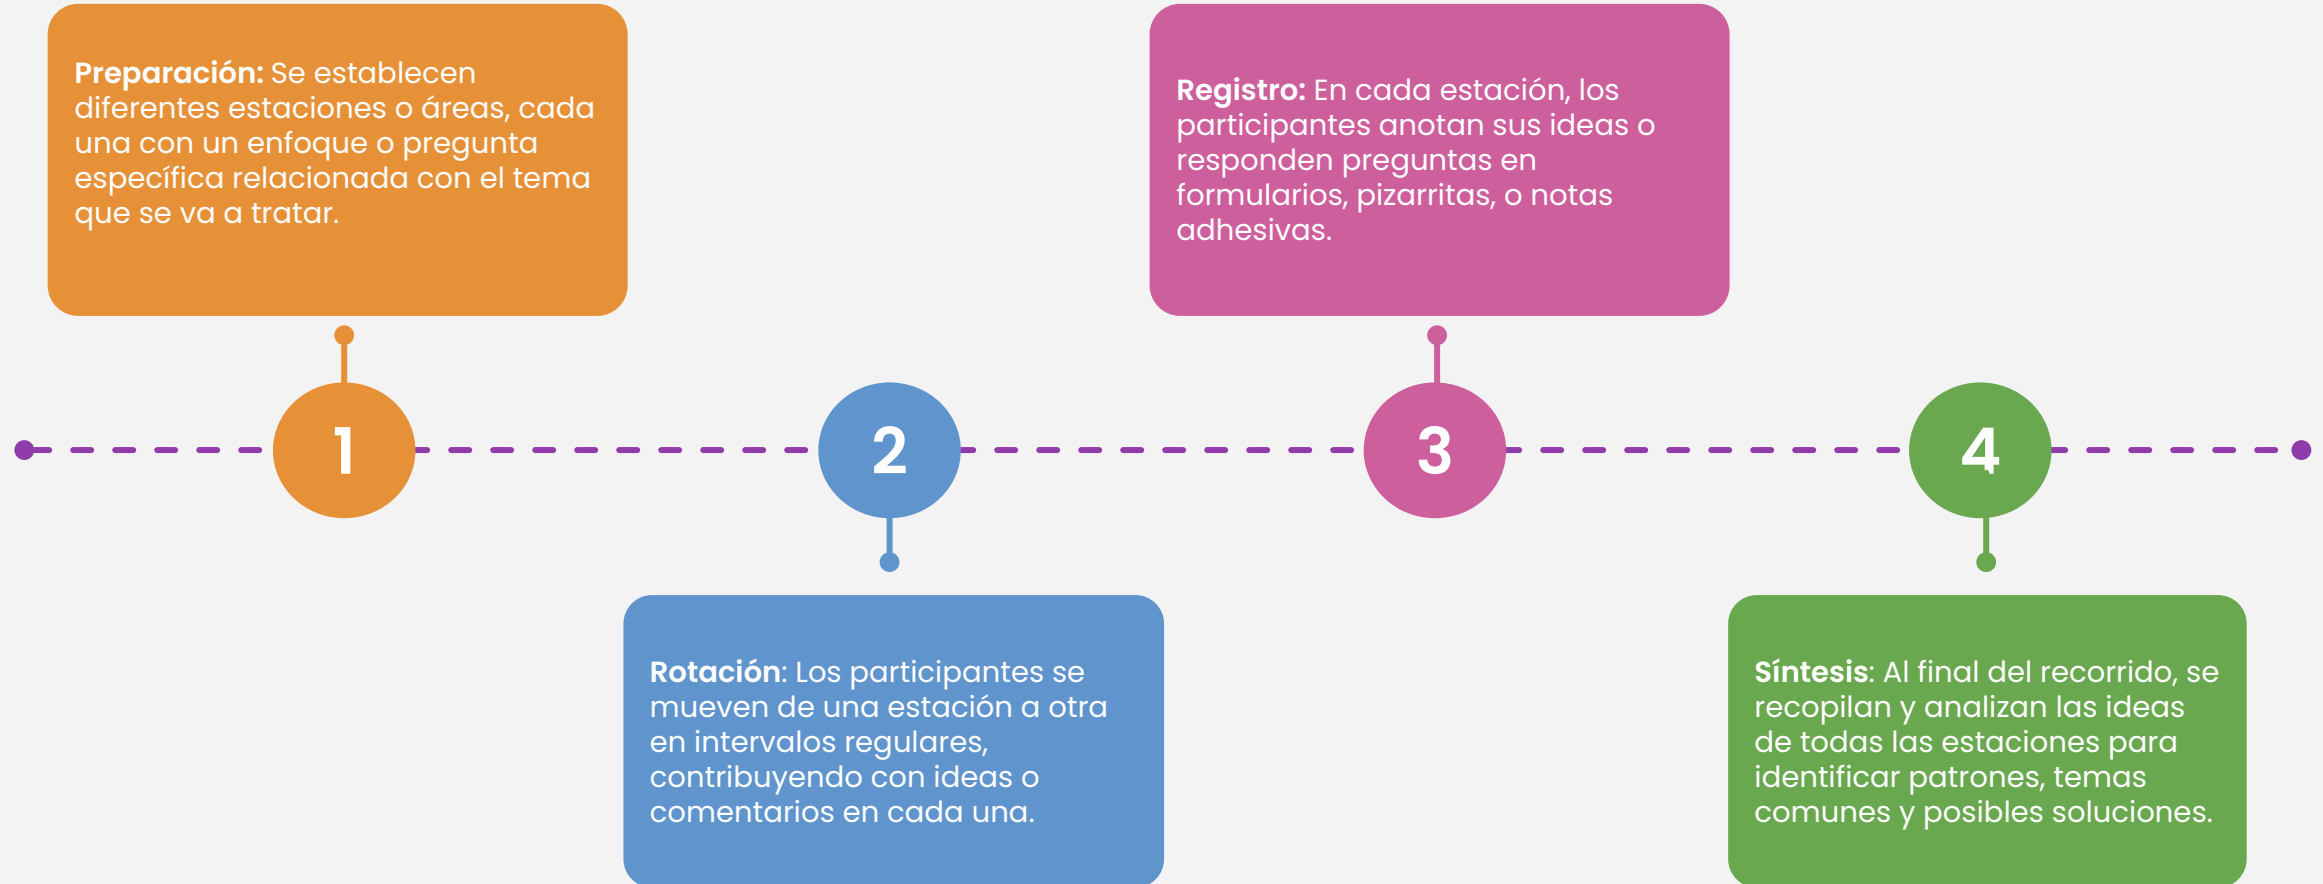 Preparación: Se establecen
diferentes estaciones o áreas, cada
una con un enfoque o pregunta
específica relacionada con el tema
que se va a tratar.
1
2
Rotación: Los participantes se
mueven de una estación a otra
en intervalos regulares,
contribuyendo con ideas o
comentarios en cada una.
Registro: En cada estación, los
participantes anotan sus ideas o
responden preguntas en
formularios, pizarritas, o notas
adhesivas.
3
4
Síntesis: Al final del recorrido, se
recopilan y analizan las ideas
de todas las estaciones para
identificar patrones, temas
comunes y posibles soluciones.